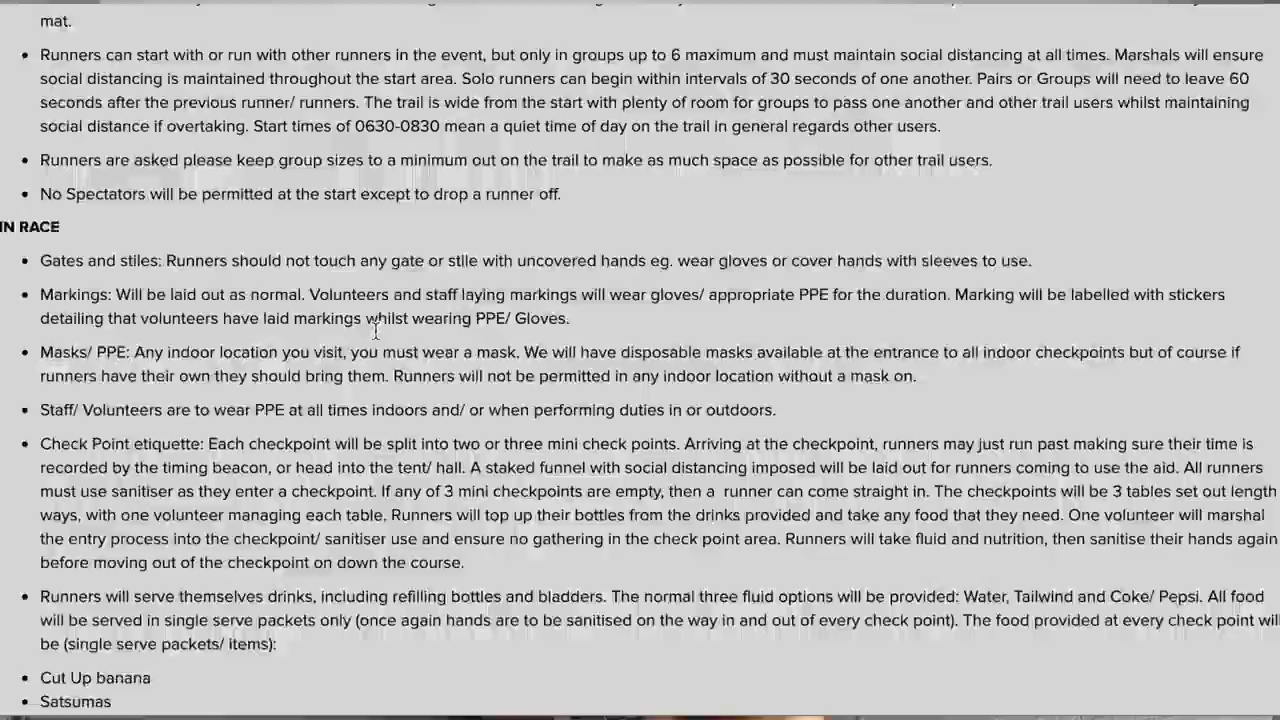 mat.
• Runners can start with or run with other runners in the event, but only in groups up to 6 maximum and must maintain social distancing at all times. Marshals will ensure
social distancing is maintained throughout the start area. Solo runners can begin within intervals of 30 seconds of one another. Pairs or Groups will need to leave 60
seconds after the previous runner/ runners. The trail is wide from the start with plenty of room for groups to pass one another and other trail users whilst maintaining
social distance if overtaking. Start times of 0630-0830 mean a quiet time of day on the trail in general regards other users.
• Runners are asked please keep group sizes to a minimum out on the trail to make as much space as possible for other trail users.
• No Spectators will be permitted at the start except to drop a runner off.
IN RACE
• Gates and stiles: Runners should not touch any gate or stile with uncovered hands eg. wear gloves or cover hands with sleeves to use.
• Markings: Will be laid out as normal. Volunteers and staff laying markings will wear gloves/ appropriate PPE for the duration. Marking will be labelled with stickers
detailing that volunteers have laid markings whilst wearing PPE/ Gloves.
• Masks/ PPE: Any indoor location you visit, you must wear a mask. We will have disposable masks available at the entrance to all indoor checkpoints but of course if
runners have their own they should bring them. Runners will not be permitted in any indoor location without a mask on.
• Staff/ Volunteers are to wear PPE at all times indoors and/ or when performing duties in or outdoors.
• Check Point etiquette: Each checkpoint will be split into two or three mini check points. Arriving at the checkpoint, runners may just run past making sure their time is
recorded by the timing beacon, or head into the tent/ hall. A staked funnel with social distancing imposed will be laid out for runners coming to use the aid. All runners
must use sanitiser as they enter a checkpoint. If any of 3 mini checkpoints are empty, then a runner can come straight in. The checkpoints will be 3 tables set out length
ways, with one volunteer managing each table. Runners will top up their bottles from the drinks provided and take any food that they need. One volunteer will marshal
the entry process into the checkpoint/ sanitiser use and ensure no gathering in the check point area. Runners will take fluid and nutrition, then sanitise their hands again
before moving out of the checkpoint on down the course.
• Runners will serve themselves drinks, including refilling bottles and bladders. The normal three fluid options will be provided: Water, Tailwind and Coke/ Pepsi. All food
will be served in single serve packets only (once again hands are to be sanitised on the way in and out of every check point). The food provided at every check point will
be (single serve packets/ items):
• Cut Up banana
• Satsumas